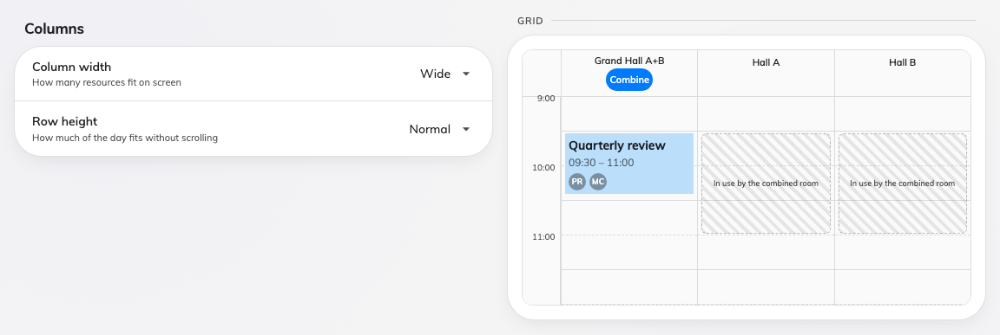 Columns
Column width
How many resources fit on screen
Wide
Row height
How much of the day fits without scrolling
Normal
GRID
Grand Hall A+B
Combine
Hall A
Hall B
9:00
Quarterly review
09:30 – 11:00
PR
MC
In use by the combined room
In use by the combined room
10:00
11:00